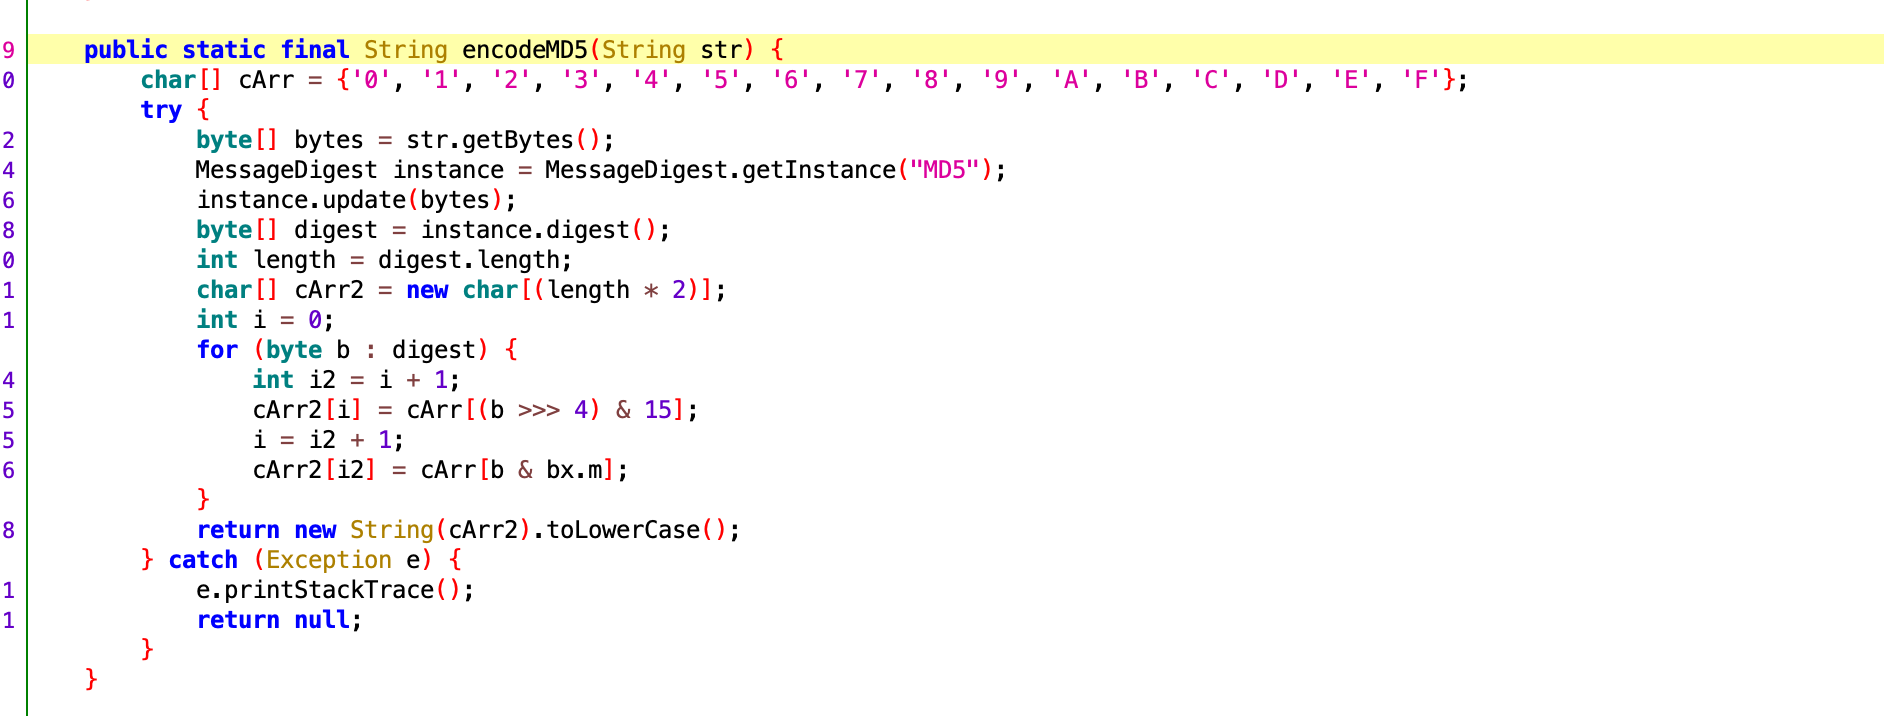 9 public static final String encodeMD5(String str) {
0 char[] cArr = {'0', '1', '2', '3', '4', '5', '6', '7', '8', '9', 'A', 'B', 'C', 'D', 'E', 'F'};
try {
2 byte[] bytes = str.getBytes();
4 MessageDigest instance = MessageDigest.getInstance("MD5");
6 instance.update(bytes);
8 byte[] digest = instance.digest();
0 int length = digest.length;
1 char[] cArr2 = new char[(length * 2)];
1 int i = 0;
for (byte b : digest) {
4 int i2 = i + 1;
5 cArr2[i] = cArr[(b >>> 4) & 15];
5 i = i2 + 1;
6 cArr2[i2] = cArr[b & bx.m];
}
8 return new String(cArr2).toLowerCase();
} catch (Exception e) {
1 e.printStackTrace();
1 return null;
}
}